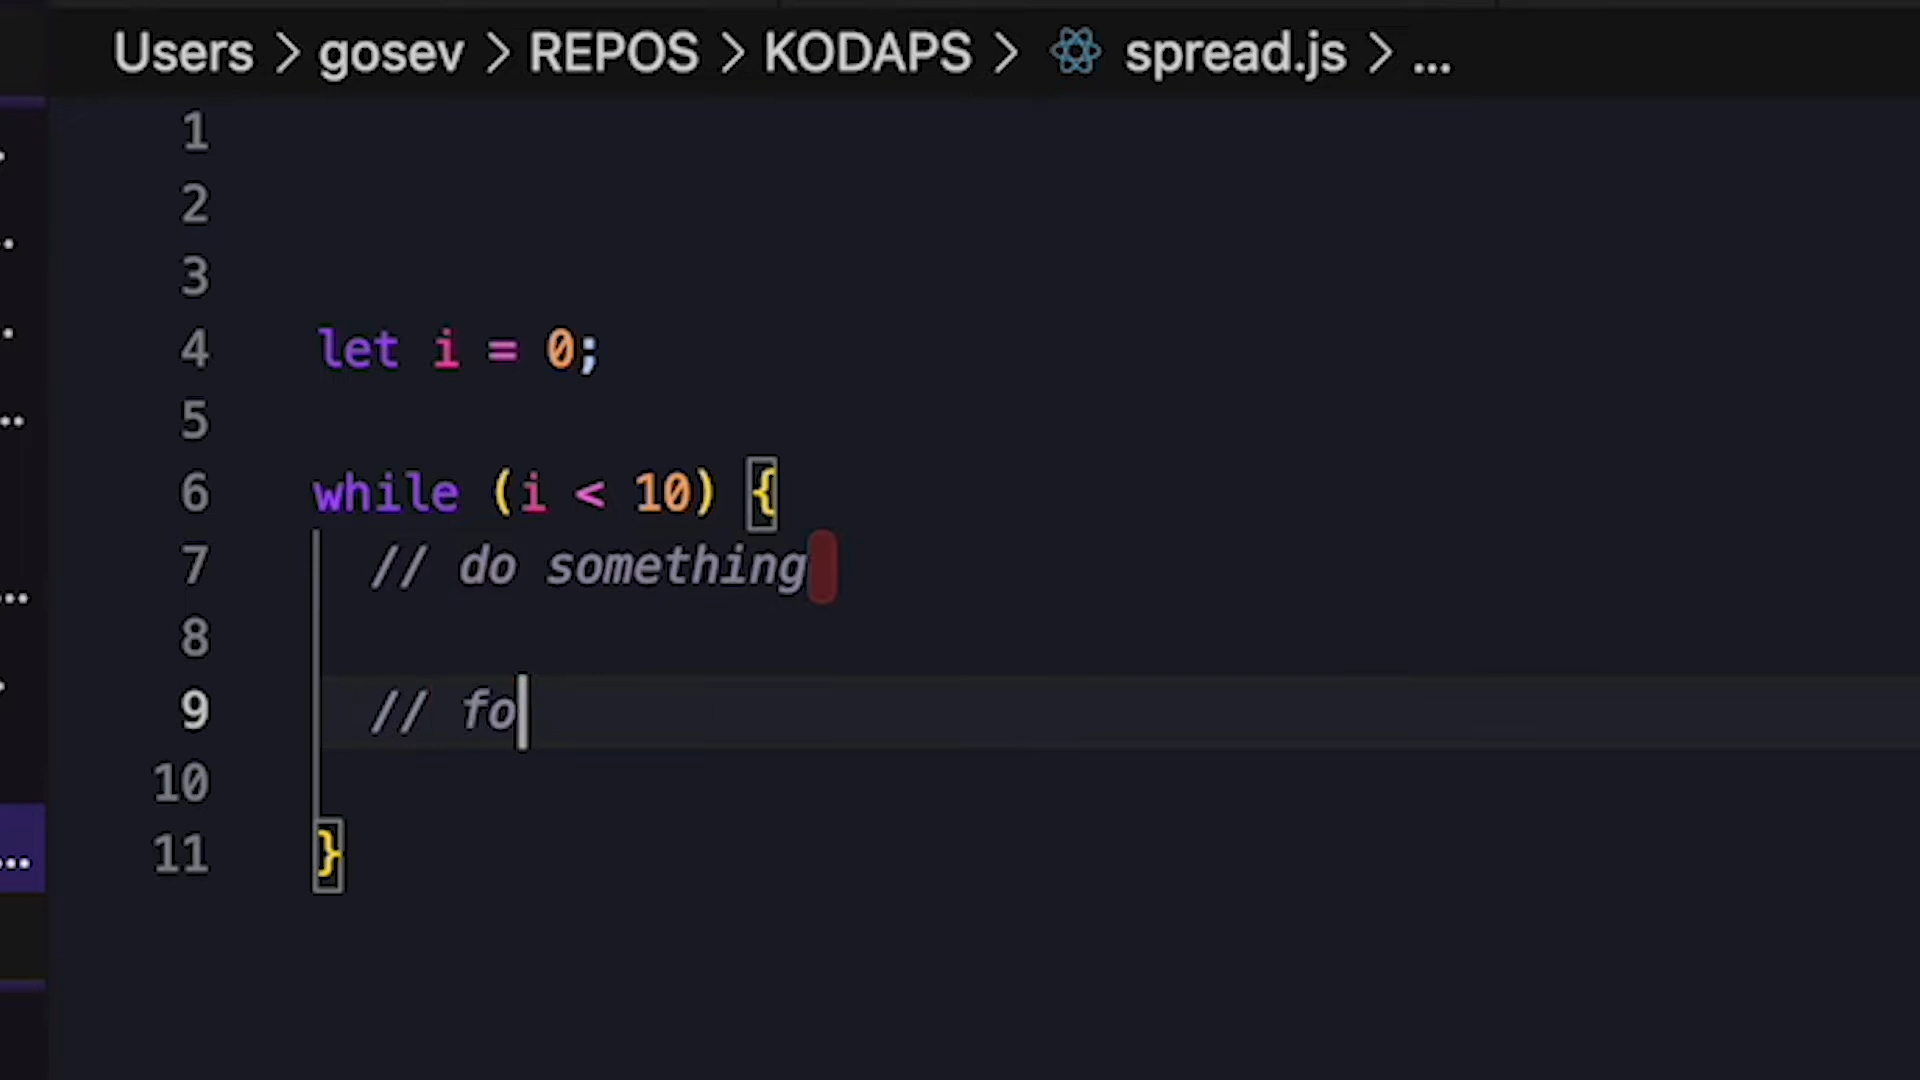 Users > gosev > REPOS > KODAPS > spread.js > ...
1
2
3
4 let i = 0;
5
6 while (i < 10) {
7 // do something
8
9 // fo
10
11 }